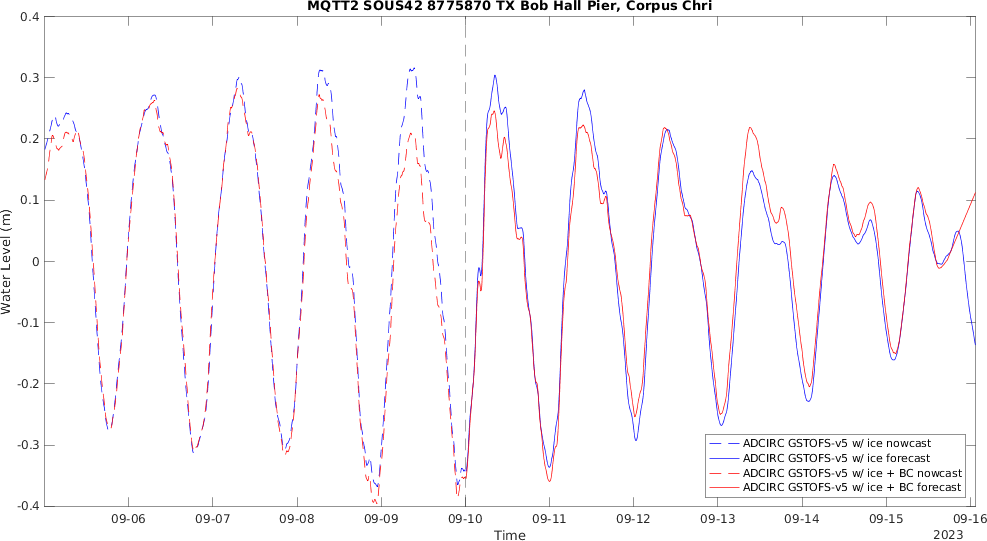 MQTT2 SOUS42 8775870 TX Bob Hall Pier, Corpus Chri
0.4
0.3
0.2
0.1
0
-0.1
-0.2
-0.3
-0.4
Water Level (m)
ADCIRC GSTOFS-v5 w/ ice nowcast
ADCIRC GSTOFS-v5 w/ ice forecast
ADCIRC GSTOFS-v5 w/ ice + BC nowcast
ADCIRC GSTOFS-v5 w/ ice + BC forecast
09-06 09-07 09-08 09-09 09-10 09-11 09-12 09-13 09-14 09-15 09-16
Time
2023